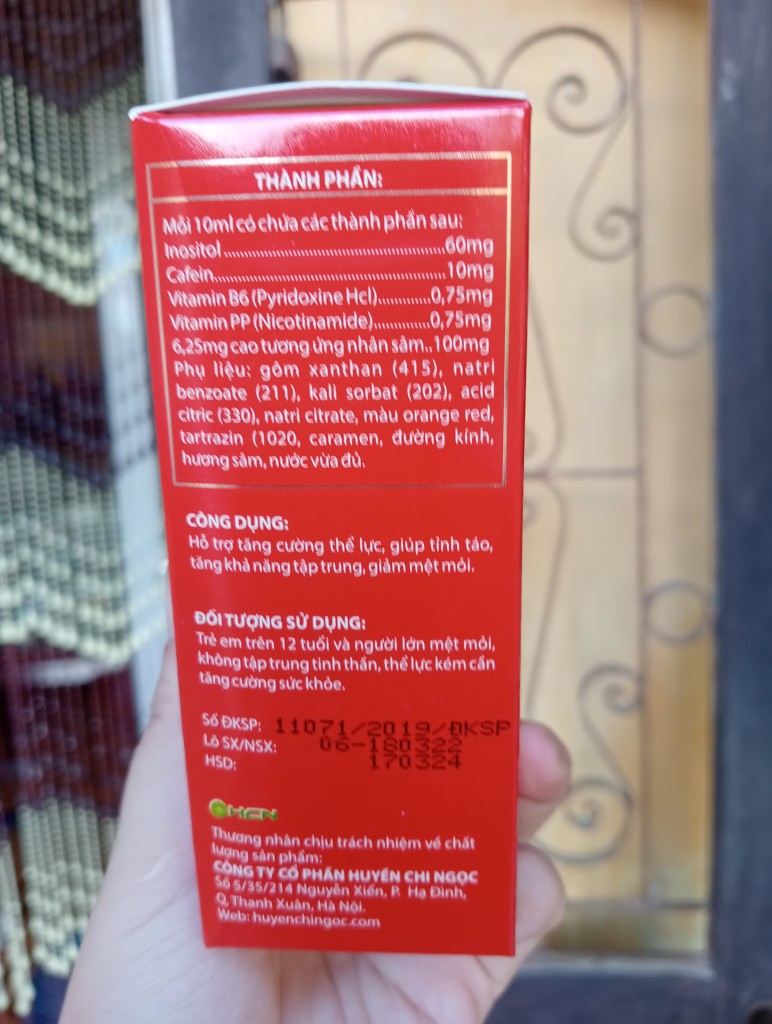 THÀNH PHẦN:
Mỗi 10ml có chứa các thành phần sau:
Inositol ................................................60mg
Cafein.................................................10mg
Vitamin B6 (Pyridoxine Hcl)............0,75mg
Vitamin PP (Nicotinamide).............0,75mg
6,25mg cao tương ứng nhân sâm..100mg
Phụ liệu: gôm xanthan (415), natri
benzoate (211), kali sorbat (202), acid
citric (330), natri citrate, màu orange red,
tartrazin (1020, caramen, đường kính,
hương sâm, nước vừa đủ.
CÔNG DỤNG:
Hỗ trợ tăng cường thể lực, giúp tỉnh táo,
tăng khả năng tập trung, giảm mệt mỏi.
ĐỐI TƯỢNG SỬ DỤNG:
Trẻ em trên 12 tuổi và người lớn mệt mỏi,
không tập trung tinh thần, thể lực kém cần
tăng cường sức khỏe.
Số ĐKSP: 11071/2019/ĐKSP
Lô SX/NSX: 06-180322
HSD: 170324
HCN
Thương nhân chịu trách nhiệm về chất
lượng sản phẩm:
CÔNG TY CỔ PHẦN HUYỀN CHI NGỌC
Số 5/35/214 Nguyễn Xiển, P. Hạ Đình,
Q. Thanh Xuân, Hà Nội.
Web: huyenchingoc.com